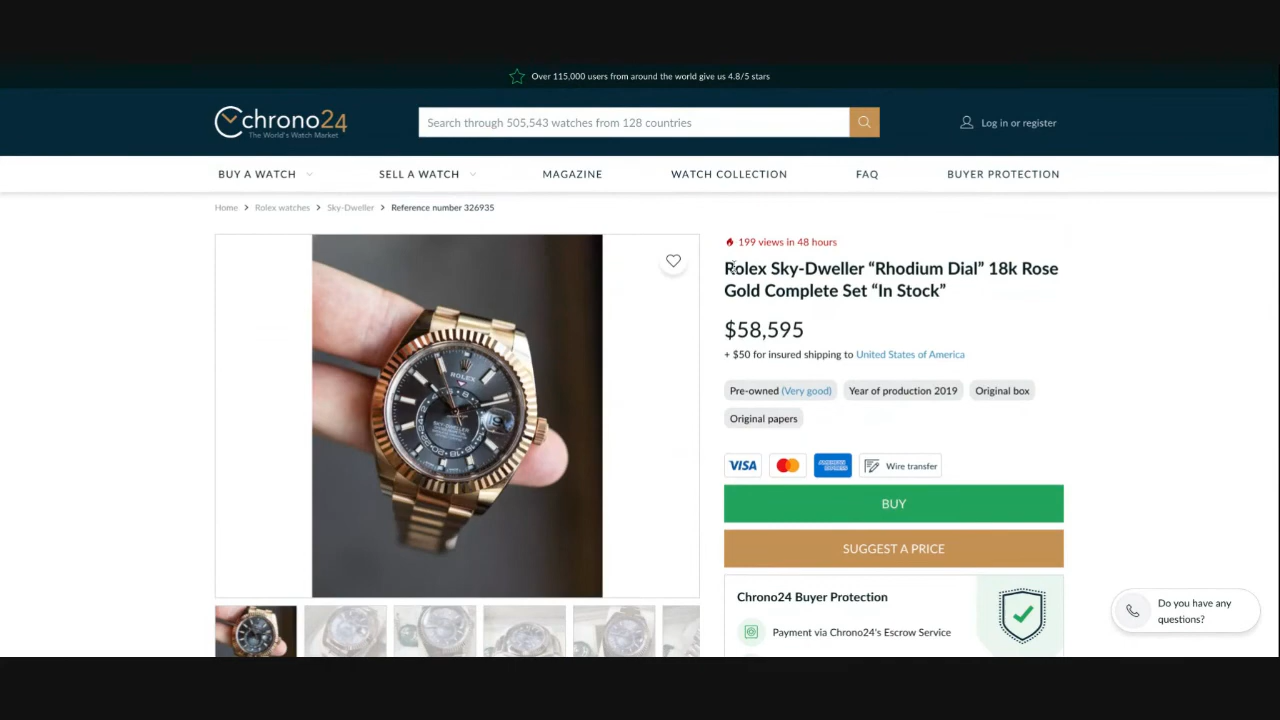 Over 115,000 users from around the world give us 4.8/5 stars
chrono24
The World's Watch Market
Search through 505,543 watches from 128 countries
Log in or register
BUY A WATCH
SELL A WATCH
MAGAZINE
WATCH COLLECTION
FAQ
BUYER PROTECTION
Home > Rolex watches > Sky-Dweller > Reference number 326935
199 views in 48 hours
Rolex Sky-Dweller “Rhodium Dial” 18k Rose
Gold Complete Set “In Stock”
$58,595
+ $50 for insured shipping to United States of America
Pre-owned (Very good)
Year of production 2019
Original box
Original papers
VISA
AMERICAN EXPRESS
Wire transfer
BUY
SUGGEST A PRICE
Chrono24 Buyer Protection
Payment via Chrono24's Escrow Service
Do you have any
questions?
ROLEX
SKY-DWELLER